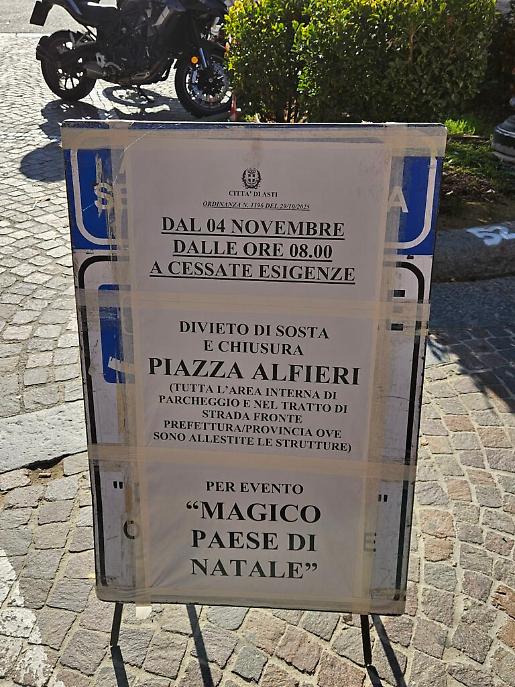 CITTA' DI ASTI
ORDINANZA N. 1196 DEL 29/10/2025
DAL 04 NOVEMBRE
DALLE ORE 08.00
A CESSATE ESIGENZE
DIVIETO DI SOSTA
E CHIUSURA
PIAZZA ALFIERI
(TUTTA L'AREA INTERNA DI
PARCHEGGIO E NEL TRATTO DI
STRADA FRONTE
PREFETTURA/PROVINCIA OVE
SONO ALLESTITE LE STRUTTURE)
PER EVENTO
“MAGICO
PAESE DI
NATALE”